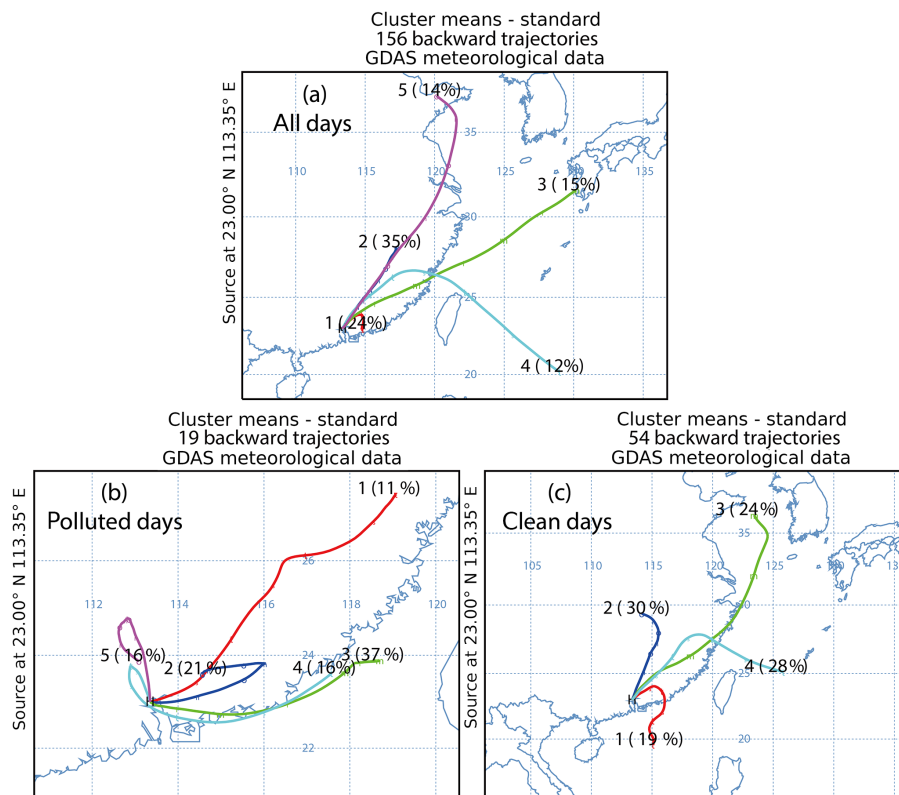 Cluster means - standard
156 backward trajectories
GDAS meteorological data
Source at 23.00° N 113.35° E
(a)
All days
5 ( 14%)
35
110
115
120
125
135
3 ( 15%)
30
2 ( 35%)
25
1 ( 24%)
4 ( 12%)
20
Cluster means - standard
19 backward trajectories
GDAS meteorological data
Source at 23.00° N 113.35° E
(b)
Polluted days
1 (11 %)
26
112
114
116
118
120
24
5 ( 16%)
2 ( 21%)
4 ( 16%)
3 ( 37%)
22
Cluster means - standard
54 backward trajectories
GDAS meteorological data
Source at 23.00° N 113.35° E
(c)
Clean days
3 ( 24%)
35
105
110
115
120
125
2 ( 30 %)
30
25
4 ( 28%)
1 ( 19 %)
20